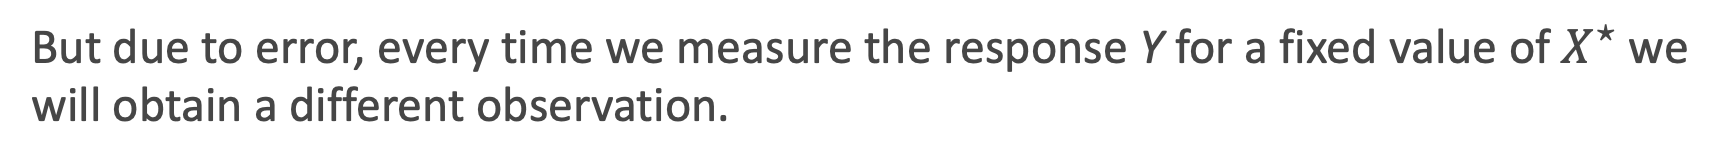 But due to error, every time we measure the response Y for a fixed value of X* we
will obtain a different observation.